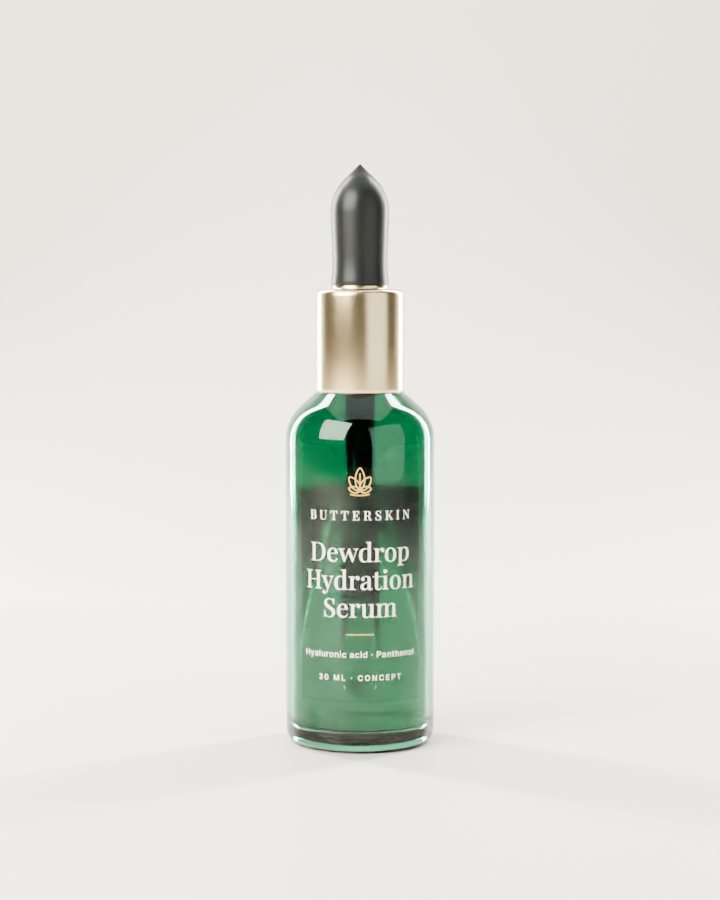 BUTTERSKIN
Dewdrop
Hydration
Serum
Hyaluronic acid · Panthenol
30 ML · CONCEPT